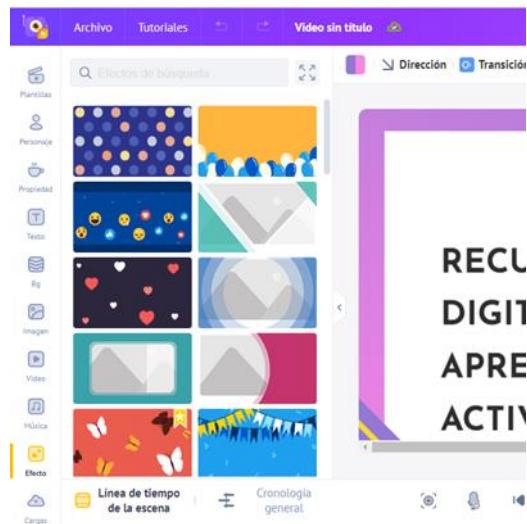 Archivo
Tutoriales
Video sin título
Plantillas
Personaje
Propiedad
Texto
Bg
Imagen
Video
Música
Efecto
Cargas
Efectos de búsqueda
Dirección
Transición
RECU
DIGIT
APRE
ACTIV
Línea de tiempo
de la escena
Cronología
general